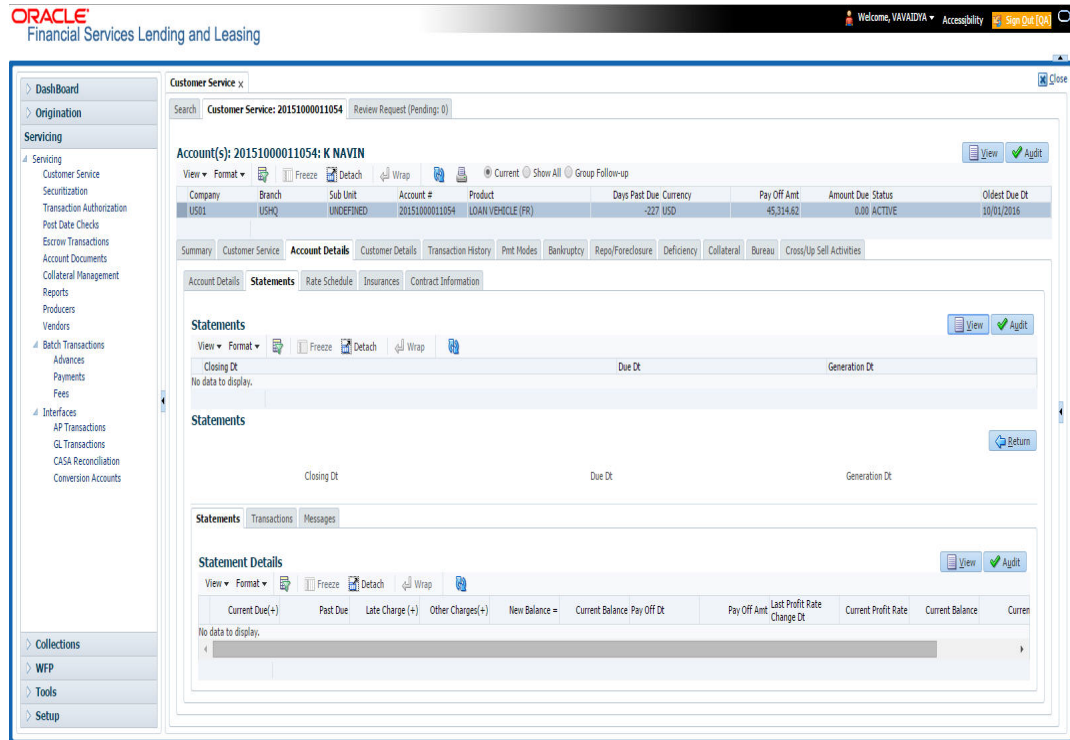 ORACLE'
Financial Services Lending and Leasing
Welcome, VAVAIDYA Accessibility Sign Out [QA]
Close
DashBoard
Origination
Servicing
Servicing
Customer Service
Securitization
Transaction Authorization
Post Date Checks
Escrow Transactions
Account Documents
Collateral Management
Reports
Producers
Vendors
Batch Transactions
Advances
Payments
Fees
Interfaces
AP Transactions
GL Transactions
CASA Reconciliation
Conversion Accounts
Collections
WFP
Tools
Setup
Customer Service x
Search Customer Service: 20151000011054 Review Request (Pending: 0)
Account(s): 20151000011054: K NAVIN
View Audit
View Format Freeze Detach Wrap Current Show All Group Follow-up
Company Branch Sub Unit Account # Product Days Past Due Currency Pay Off Amt Amount Due Status Oldest Due Dt
US01 USHQ UNDEFINED 20151000011054 LOAN VEHICLE (FR) -227 USD 45,314.62 0.00 ACTIVE 10/01/2016
Summary Customer Service Account Details Customer Details Transaction History Pmt Modes Bankruptcy Repo/Foreclosure Deficiency Collateral Bureau Cross/Up Sell Activities
Account Details Statements Rate Schedule Insurances Contract Information
Statements
View Audit
View Format Freeze Detach Wrap
Closing Dt Due Dt Generation Dt
No data to display.
Statements
Return
Closing Dt Due Dt Generation Dt
Statements Transactions Messages
Statement Details
View Audit
View Format Freeze Detach Wrap
Current Due(+) Past Due Late Charge (+) Other Charges(+) New Balance = Current Balance Pay Off Dt Pay Off Amt Last Profit Rate Change Dt Current Profit Rate Current Balance Curren
No data to display.